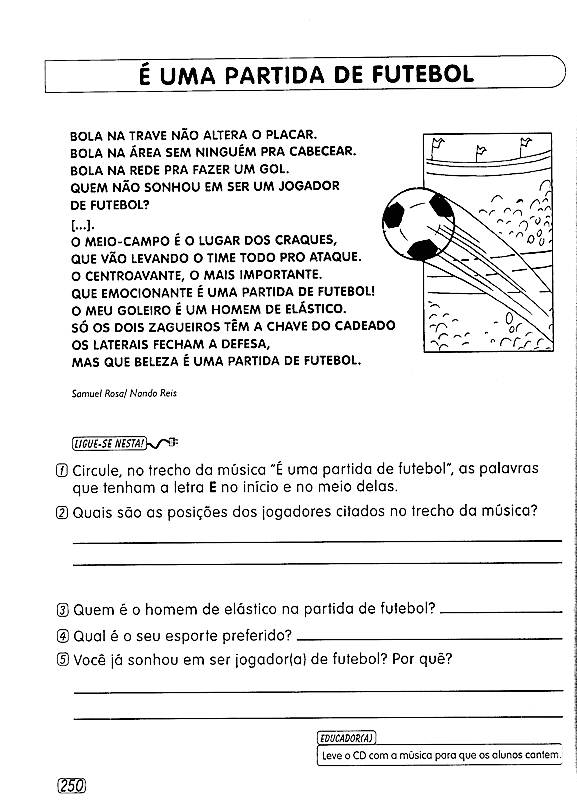 É UMA PARTIDA DE FUTEBOL
BOLA NA TRAVE NÃO ALTERA O PLACAR.
BOLA NA ÁREA SEM NINGUÉM PRA CABECEAR.
BOLA NA REDE PRA FAZER UM GOL.
QUEM NÃO SONHOU EM SER UM JOGADOR
DE FUTEBOL?
[...].
O MEIO-CAMPO É O LUGAR DOS CRAQUES,
QUE VÃO LEVANDO O TIME TODO PRO ATAQUE.
O CENTROAVANTE, O MAIS IMPORTANTE.
QUE EMOCIONANTE É UMA PARTIDA DE FUTEBOL!
O MEU GOLEIRO É UM HOMEM DE ELÁSTICO.
SÓ OS DOIS ZAGUEIROS TÊM A CHAVE DO CADEADO
OS LATERAIS FECHAM A DEFESA,
MAS QUE BELEZA É UMA PARTIDA DE FUTEBOL.
Samuel Rosa/ Nando Reis
LIGUE-SE NESTA!
1 Circule, no trecho da música "É uma partida de futebol", as palavras
que tenham a letra E no início e no meio delas.
2 Quais são as posições dos jogadores citados no trecho da música?
3 Quem é o homem de elástico na partida de futebol?
4 Qual é o seu esporte preferido?
5 Você já sonhou em ser jogador(a) de futebol? Por quê?
EDUCADOR(A)
Leve o CD com a música para que os alunos cantem.
250